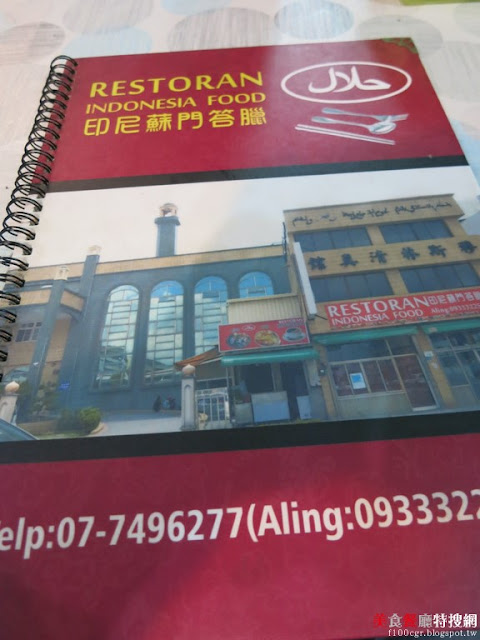 RESTORAN
INDONESIA FOOD
印尼蘇門答臘
حلال
RESTORAN 印尼蘇門答臘
INDONESIA FOOD
elp:07-7496277(Aling:0933322
美食餐廳特搜網
f100cgr.blogspot.tw